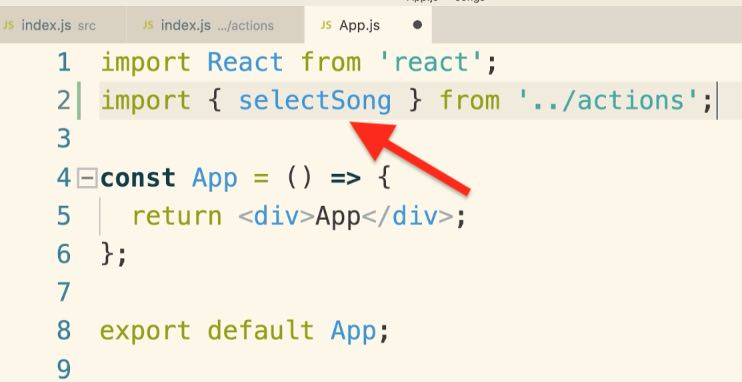 JS index.js src JS index.js .../actions JS App.js
1 import React from 'react';
2 import { selectSong } from '../actions';
3
4 const App = () => {
5 return <div>App</div>;
6 };
7
8 export default App;
9